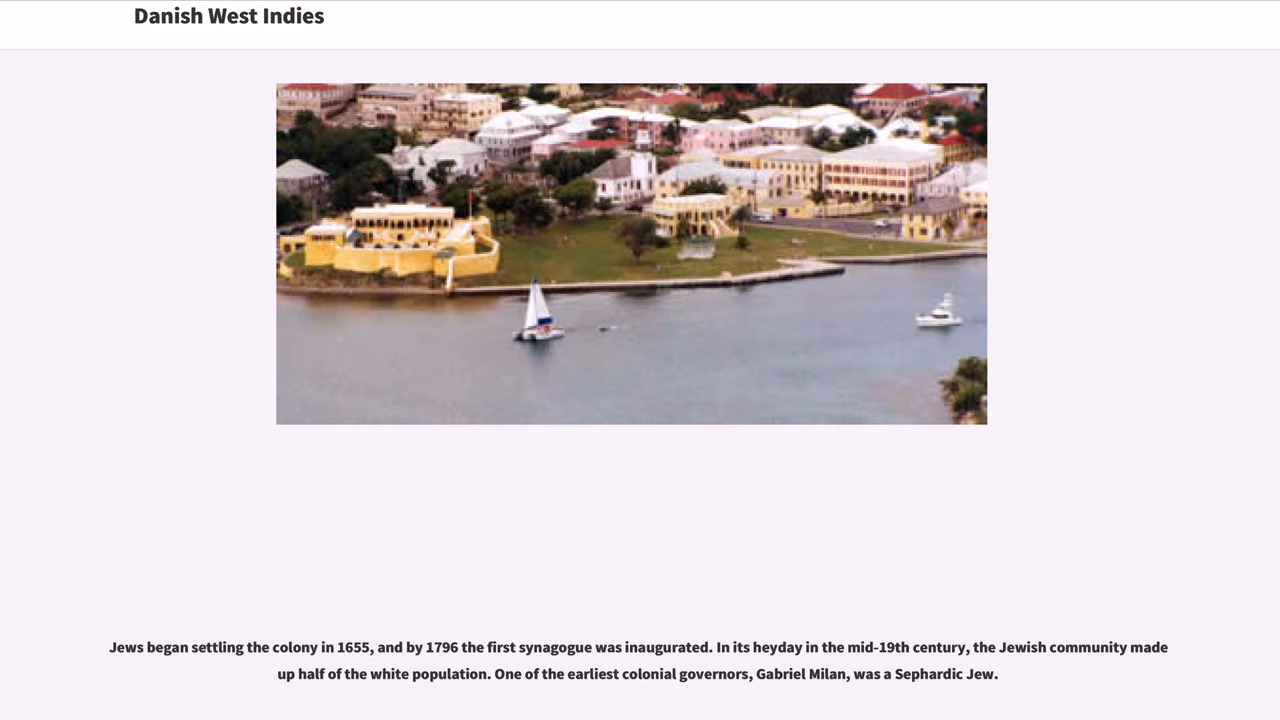 Danish West Indies
Jews began settling the colony in 1655, and by 1796 the first synagogue was inaugurated. In its heyday in the mid-19th century, the Jewish community made
up half of the white population. One of the earliest colonial governors, Gabriel Milan, was a Sephardic Jew.